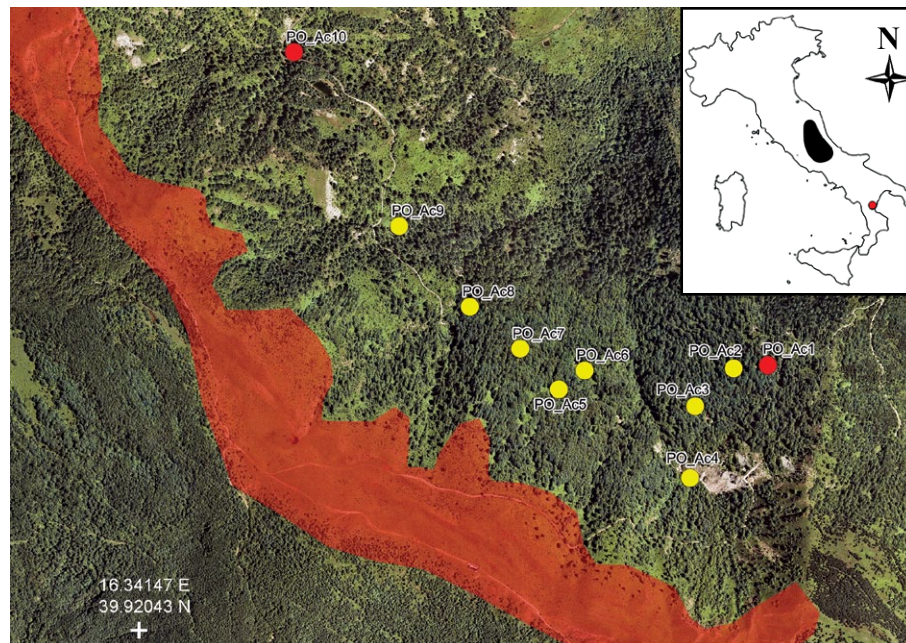 PO_Ac10
N
PO_Ac9
PO_Ac8
PO_Ac7
PO_Ac6
PO_Ac2
PO_Ac1
PO_Ac3
PO_Ac5
PO_Ac4
16.34147 E
39.92043 N